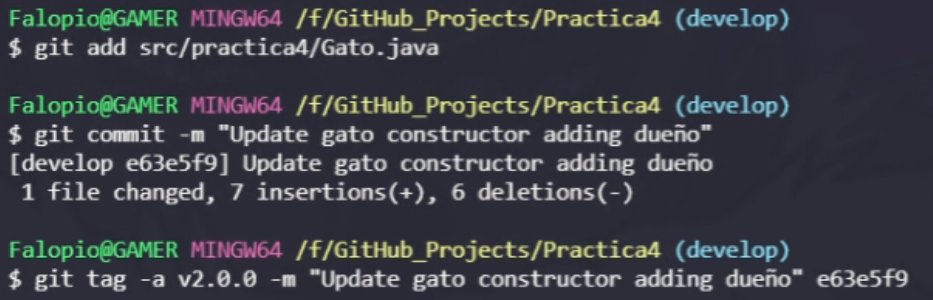 Falopio@GAMER MINGW64 /f/GitHub_Projects/Practica4 (develop)
$ git add src/practica4/Gato.java
Falopio@GAMER MINGW64 /f/GitHub_Projects/Practica4 (develop)
$ git commit -m "Update gato constructor adding dueño"
[develop e63e5f9] Update gato constructor adding dueño
1 file changed, 7 insertions(+), 6 deletions(-)
Falopio@GAMER MINGW64 /f/GitHub_Projects/Practica4 (develop)
$ git tag -a v2.0.0 -m "Update gato constructor adding dueño" e63e5f9